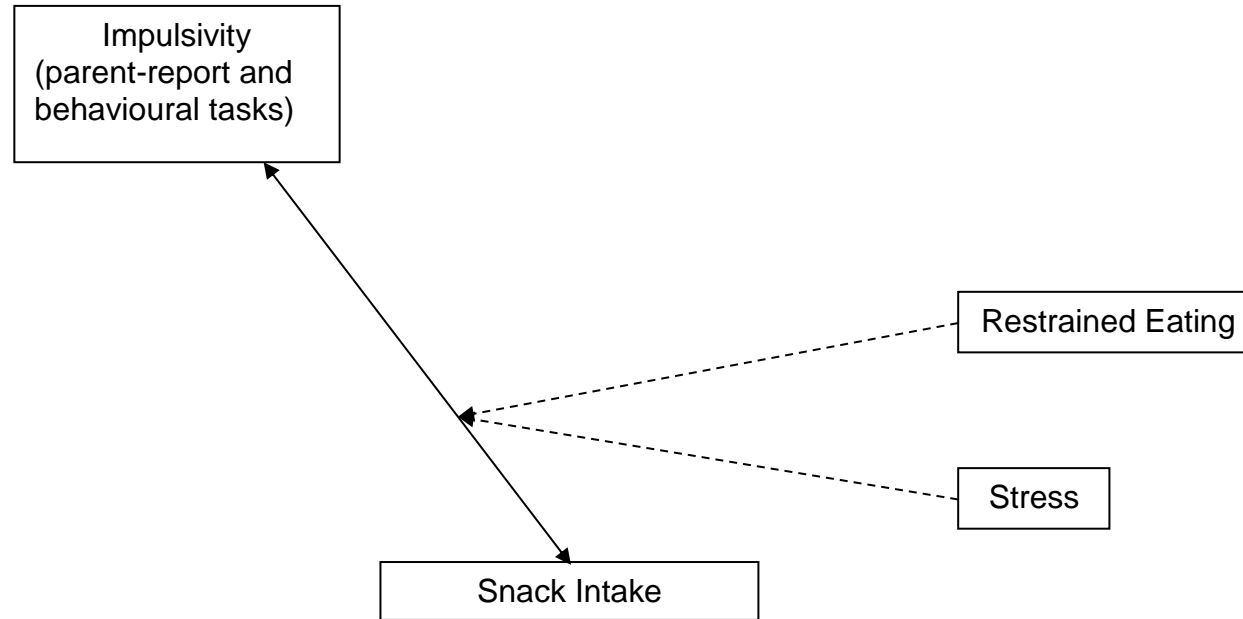 Impulsivity
(parent-report and
behavioural tasks)
Restrained Eating
Stress
Snack Intake